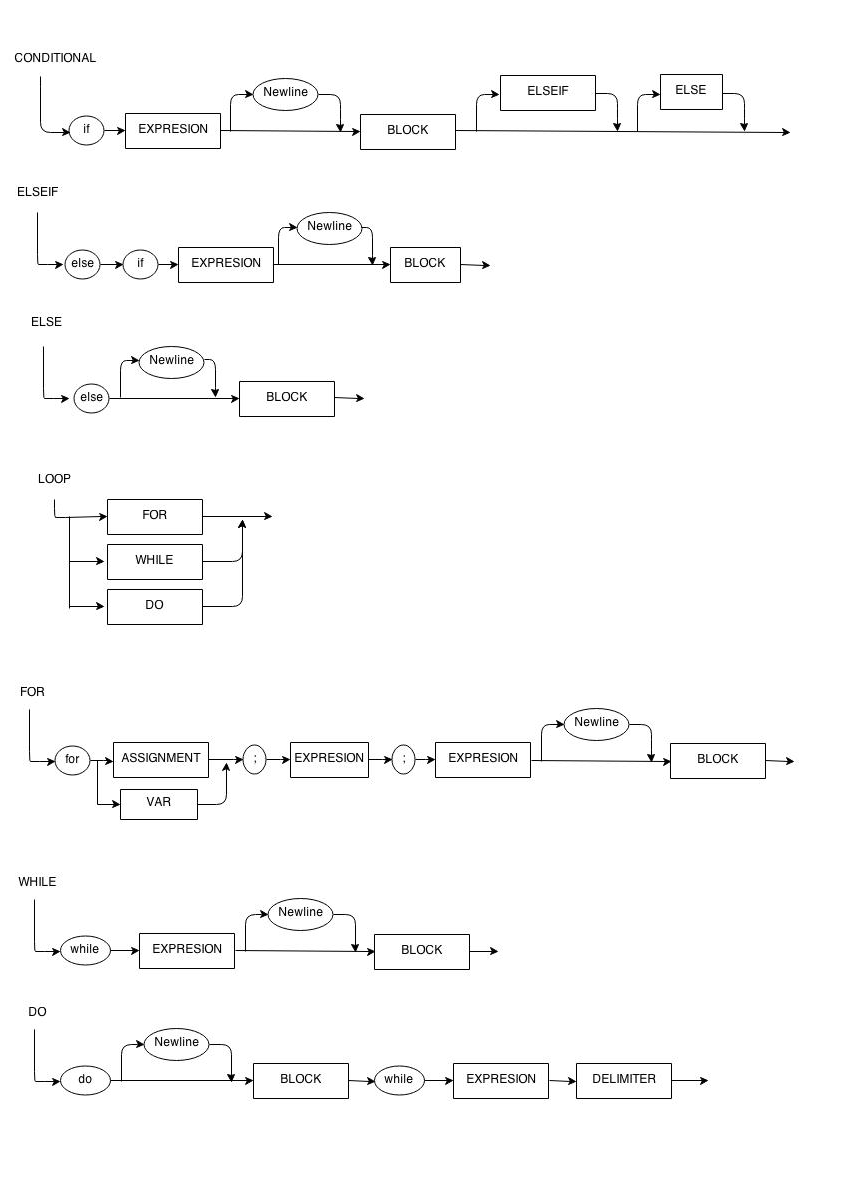 CONDITIONAL
if EXPRESION Newline BLOCK ELSEIF ELSE
ELSEIF
else if EXPRESION Newline BLOCK
ELSE
else Newline BLOCK
LOOP
FOR
WHILE
DO
FOR
for ASSIGNMENT ; EXPRESION ; EXPRESION Newline BLOCK
VAR
WHILE
while EXPRESION Newline BLOCK
DO
do Newline BLOCK while EXPRESION DELIMITER